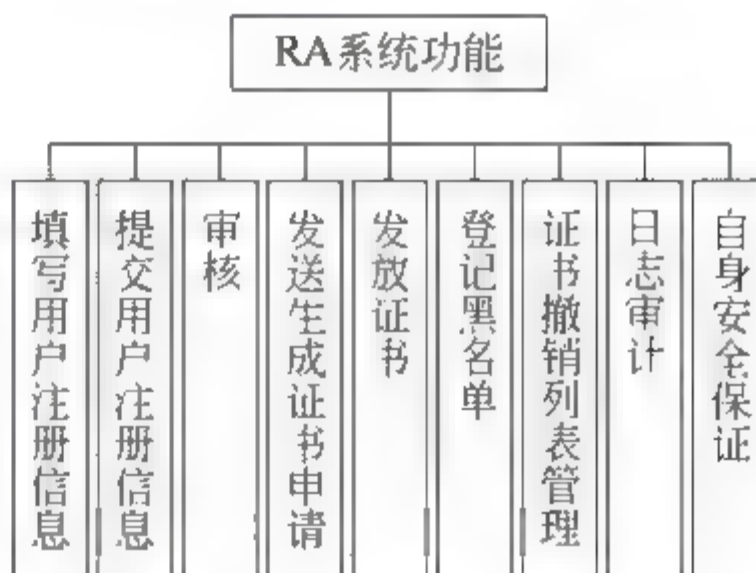 RA系统功能
填写用户注册信息
提交用户注册信息
审核
发送生成证书申请
发放证书
登记黑名单
证书撤销列表管理
日志审计
自身安全保证